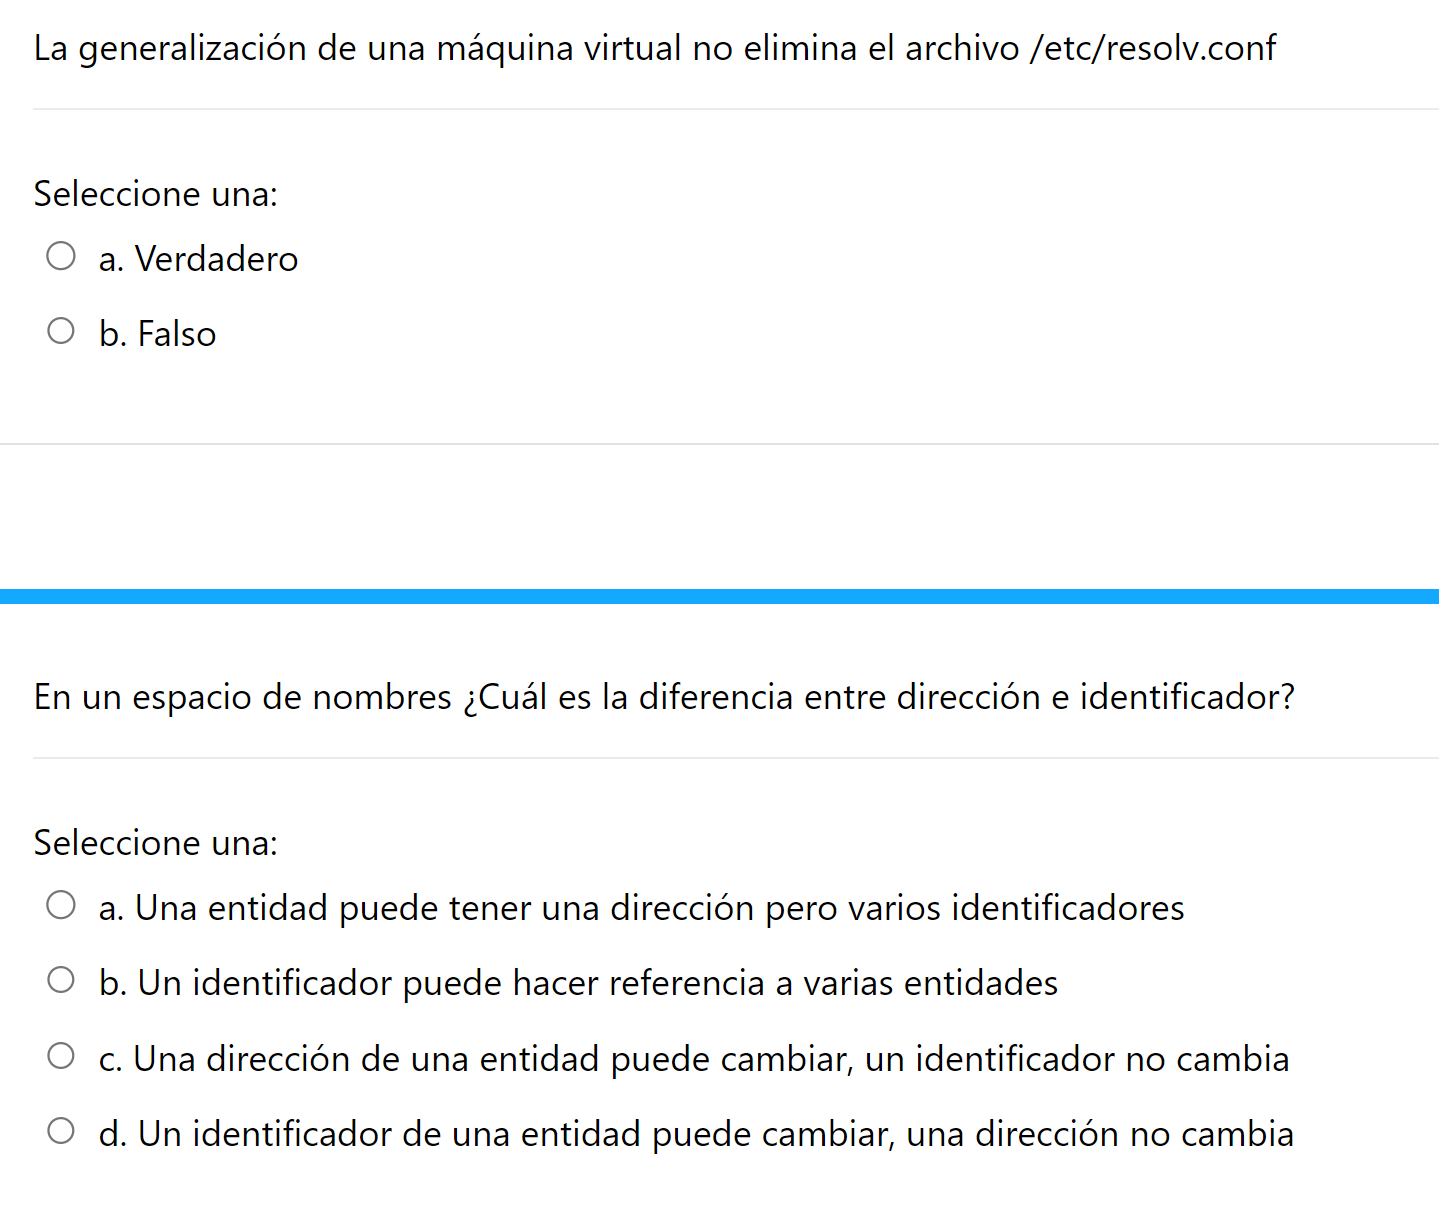 La generalización de una máquina virtual no elimina el archivo /etc/resolv.conf
Seleccione una:
a. Verdadero
b. Falso
En un espacio de nombres ¿Cuál es la diferencia entre dirección e identificador?
Seleccione una:
a. Una entidad puede tener una dirección pero varios identificadores
b. Un identificador puede hacer referencia a varias entidades
c. Una dirección de una entidad puede cambiar, un identificador no cambia
d. Un identificador de una entidad puede cambiar, una dirección no cambia